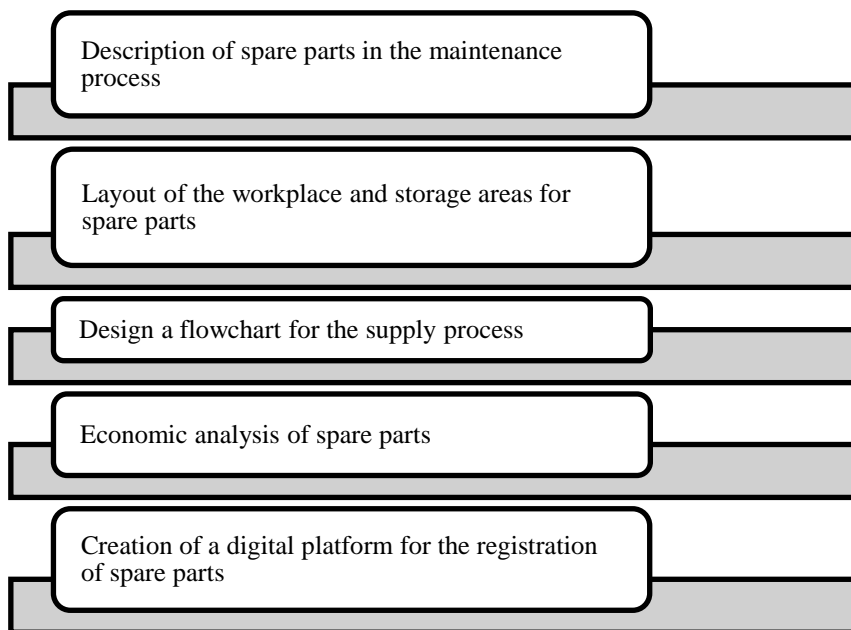 Description of spare parts in the maintenance
process
Layout of the workplace and storage areas for
spare parts
Design a flowchart for the supply process
Economic analysis of spare parts
Creation of a digital platform for the registration
of spare parts